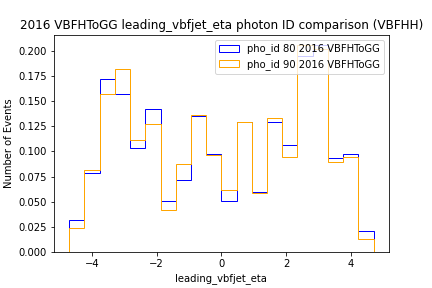 2016 VBFHToGG leading_vbfjet_eta photon ID comparison (VBFHH)
pho_id 80 2016 VBFHToGG
pho_id 90 2016 VBFHToGG
Number of Events
0.200
0.175
0.150
0.125
0.100
0.075
0.050
0.025
0.000
−4 −2 0 2 4
leading_vbfjet_eta